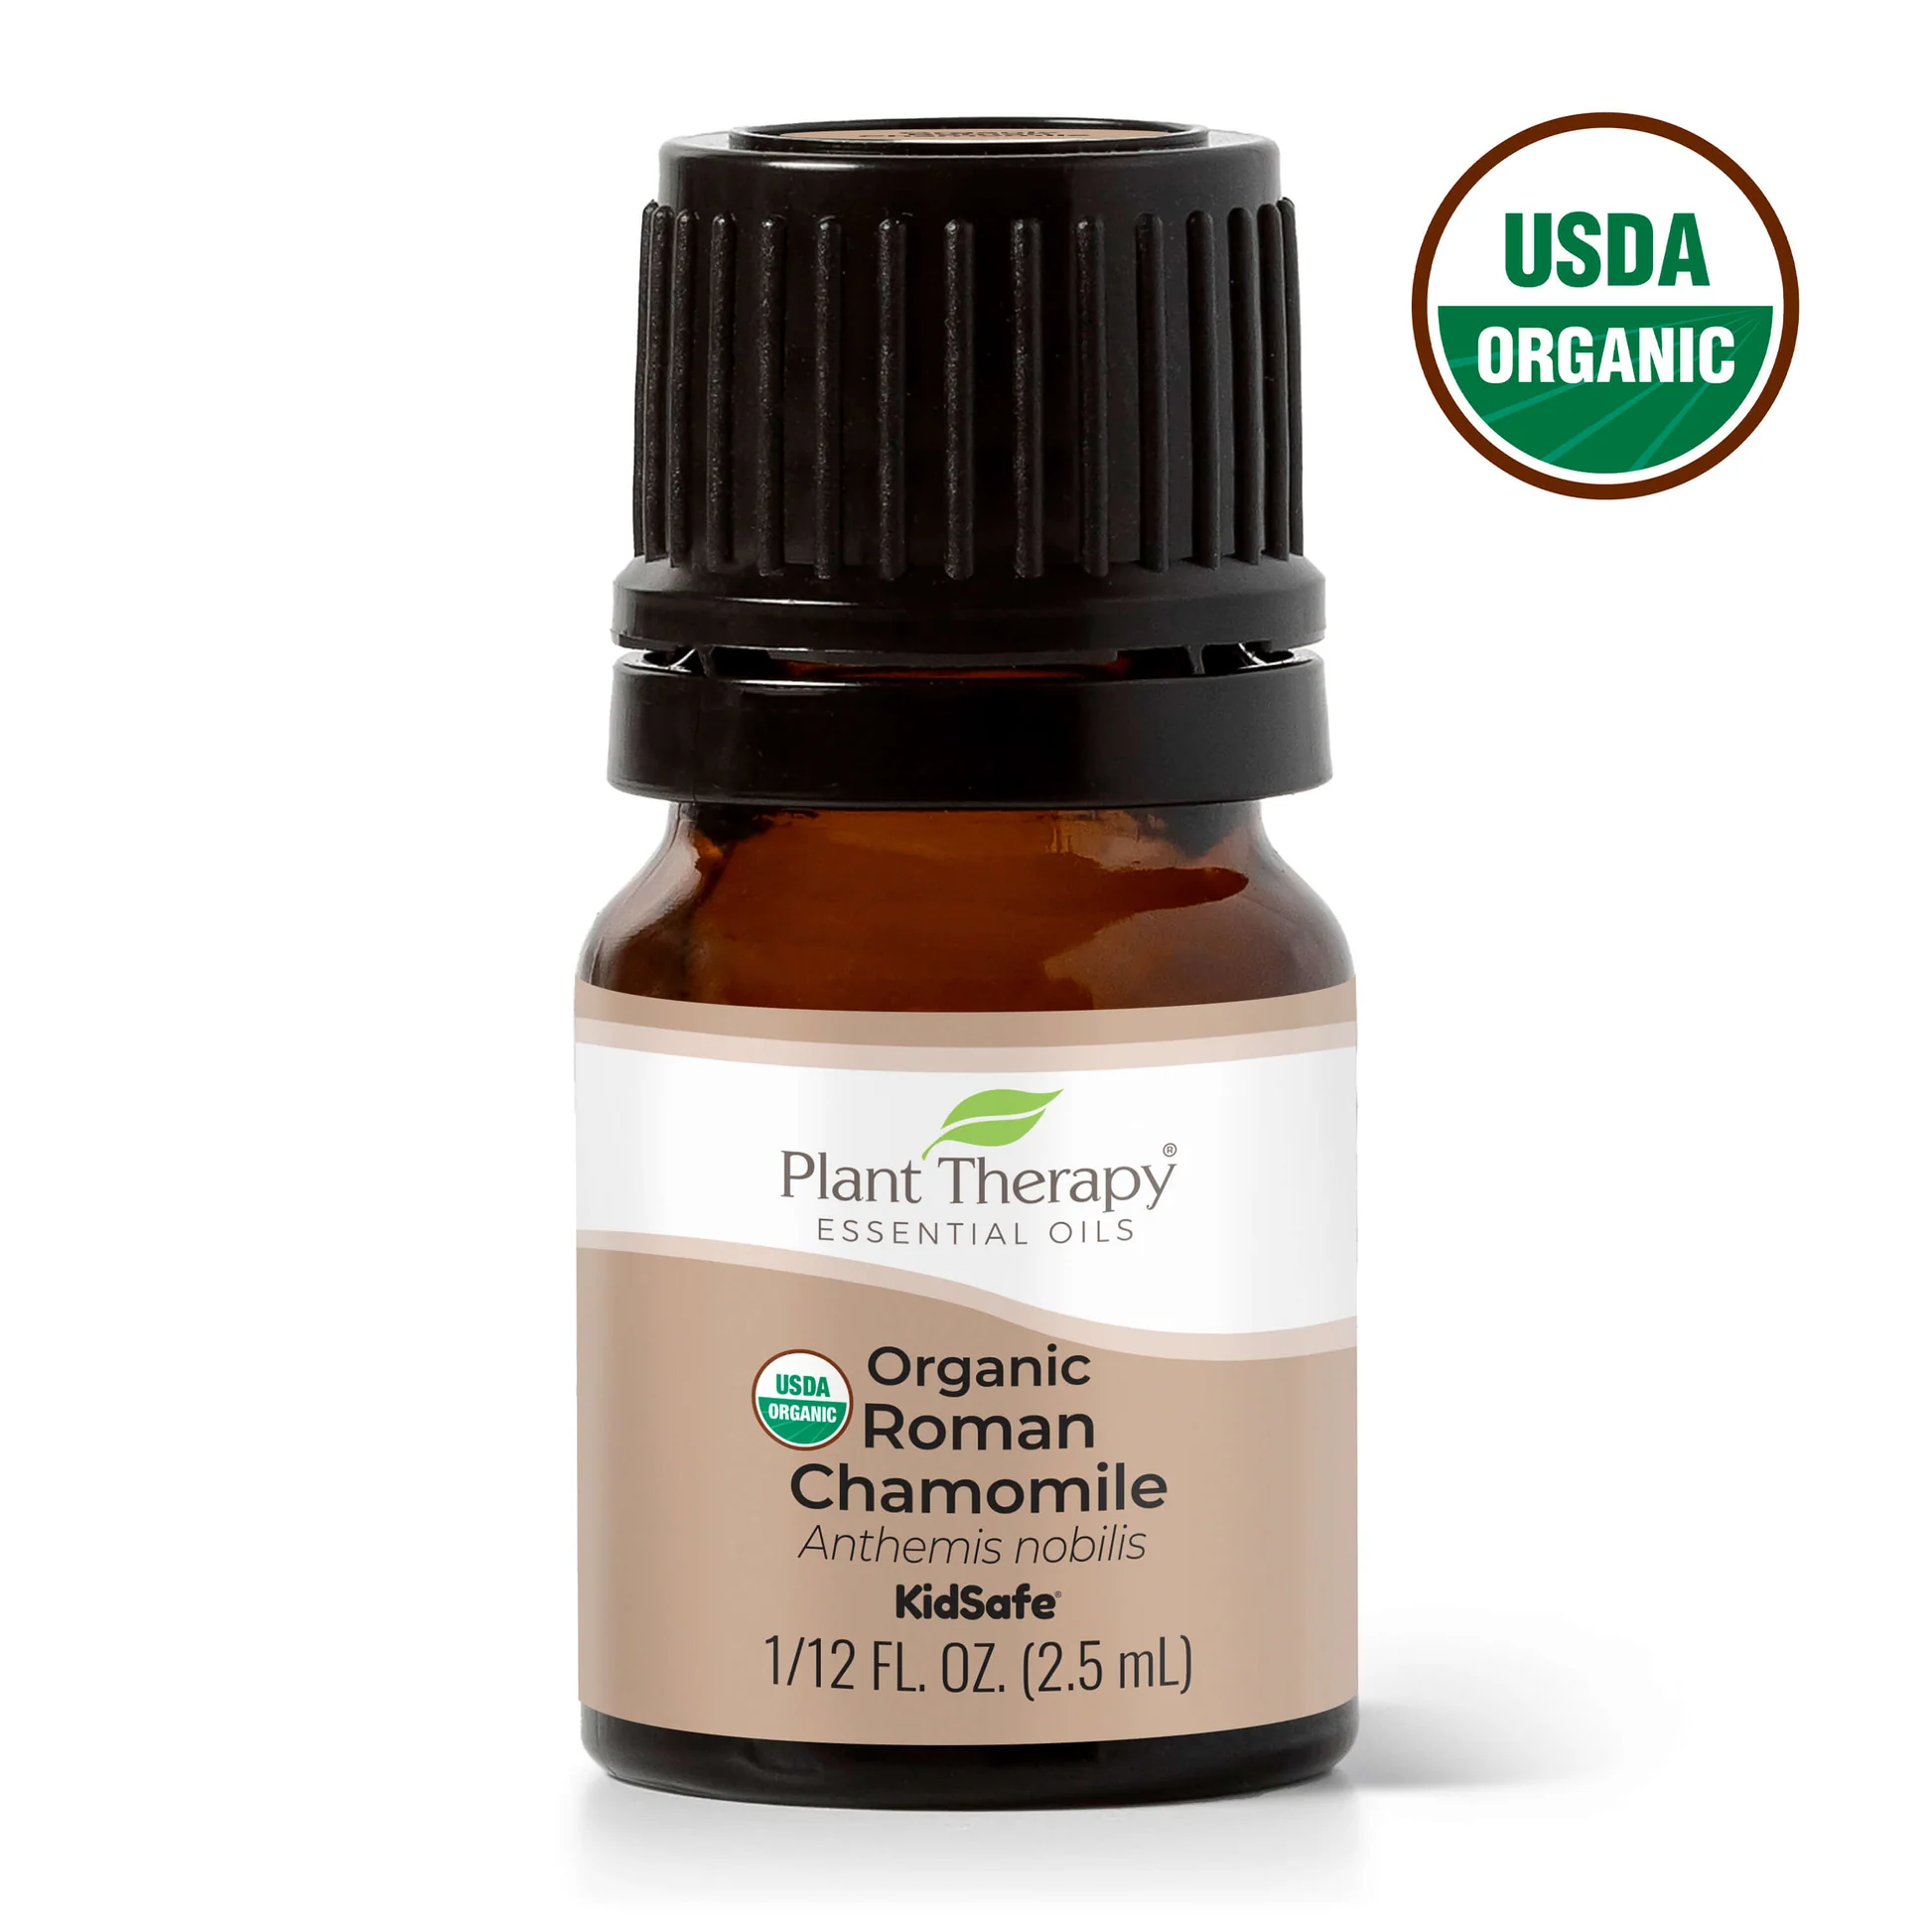 USDA
ORGANIC
Plant Therapy®
ESSENTIAL OILS
USDA
ORGANIC
Organic
Roman
Chamomile
Anthemis nobilis
KidSafe®
1/12 FL. OZ. (2.5 mL)